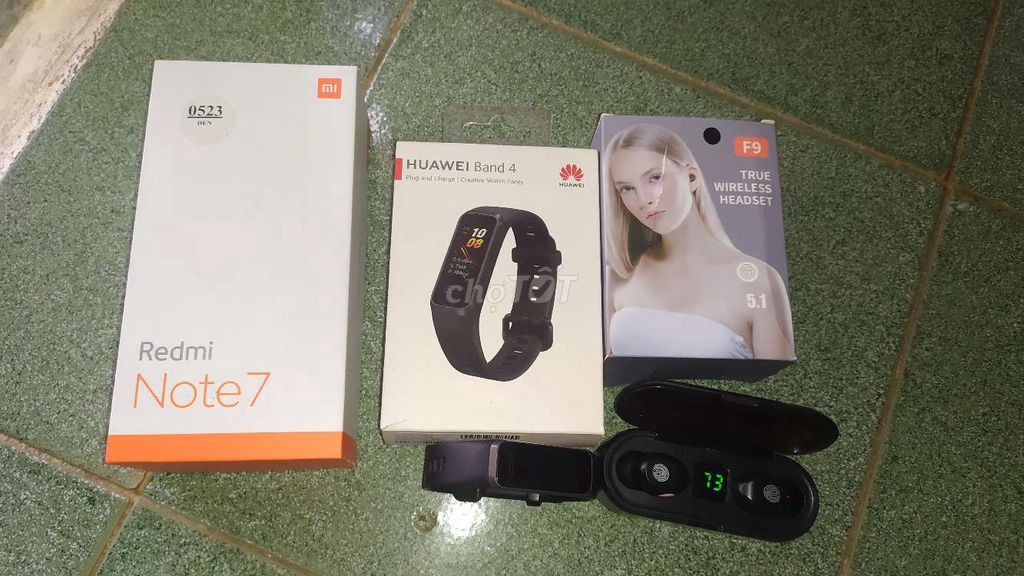 mi
0523
DEN
Redmi
Note7
HUAWEI Band 4
Plug and Charge | Creative Watch Faces
HUAWEI
10
08
chợTỐT
F9
TRUE
WIRELESS
HEADSET
5.1
73